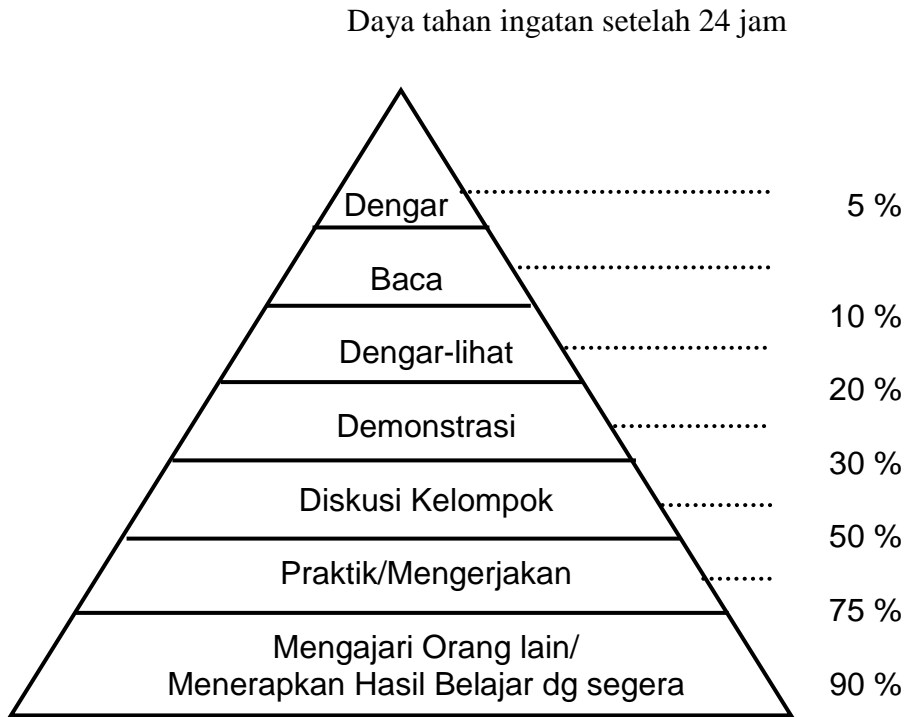 Daya tahan ingatan setelah 24 jam
Dengar
5 %
Baca
10 %
Dengar-lihat
20 %
Demonstrasi
30 %
Diskusi Kelompok
50 %
Praktik/Mengerjakan
75 %
Mengajari Orang lain/
Menerapkan Hasil Belajar dg segera
90 %